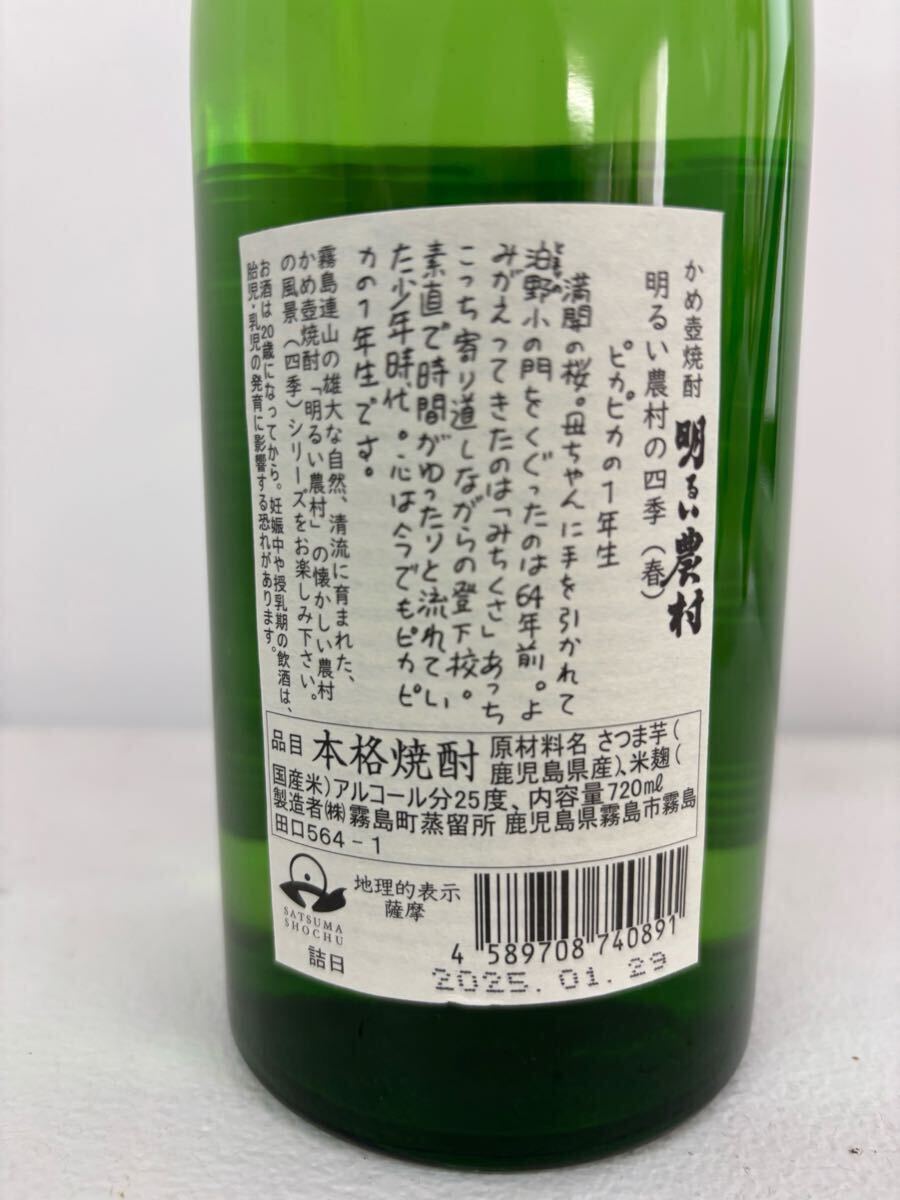 かめ壺焼酎 明るい農村
明るい農村の四季（春）
ピカピカの1年生
満開の桜。母ちゃんに手を引かれて
泊野小の門をくぐったのは64年前。よ
みがえってきたのは「みちくさ」あっち
こっち寄り道しながらの登下校。
素直で時間がゆったりと流れてい
た少年時代。心は今でもピカピ
カの1年生です。
霧島連山の雄大な自然、清流に育まれた、
かめ壺焼酎「明るい農村」の懐かしい農村
の風景（四季）シリーズをお楽しみ下さい。
お酒は20歳になってから。妊娠中や授乳期の飲酒は、
胎児・乳児の発育に影響する恐れがあります。
品目 本格焼酎 原材料名 さつま芋（
鹿児島県産）、米麹（
国産米）アルコール分25度、内容量720ml
製造者㈱霧島町蒸留所 鹿児島県霧島市霧島
田口564-1
SATSUMA
SHOCHU
地理的表示
薩摩
4 589708 740891
詰日
2025.01.29